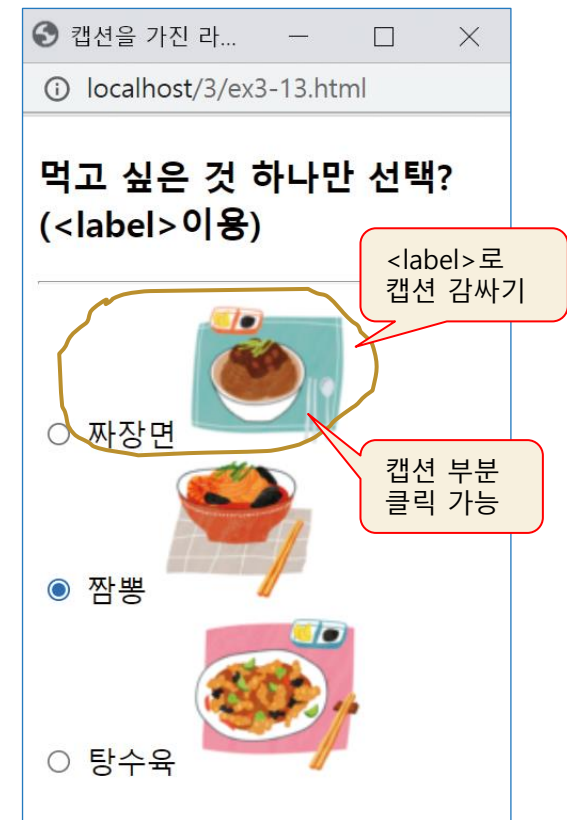 캡션을 가진 라...
localhost/3/ex3-13.html
먹고 싶은 것 하나만 선택?
(<label>이용)
<label>로
캡션 감싸기
짜장면
캡션 부분
클릭 가능
짬뽕
탕수육